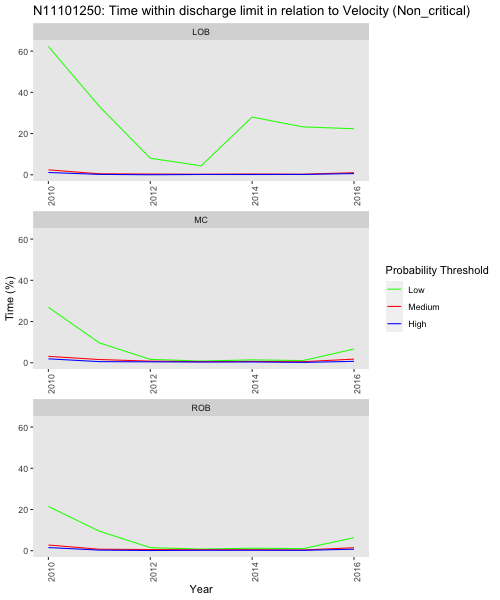 N11101250: Time within discharge limit in relation to Velocity (Non_critical)
LOB
60
40
20
0
2010
2012
2014
2016
MC
60
40
20
0
2010
2012
2014
2016
ROB
60
40
20
0
2010
2012
2014
2016
Time (%)
Year
Probability Threshold
Low
Medium
High